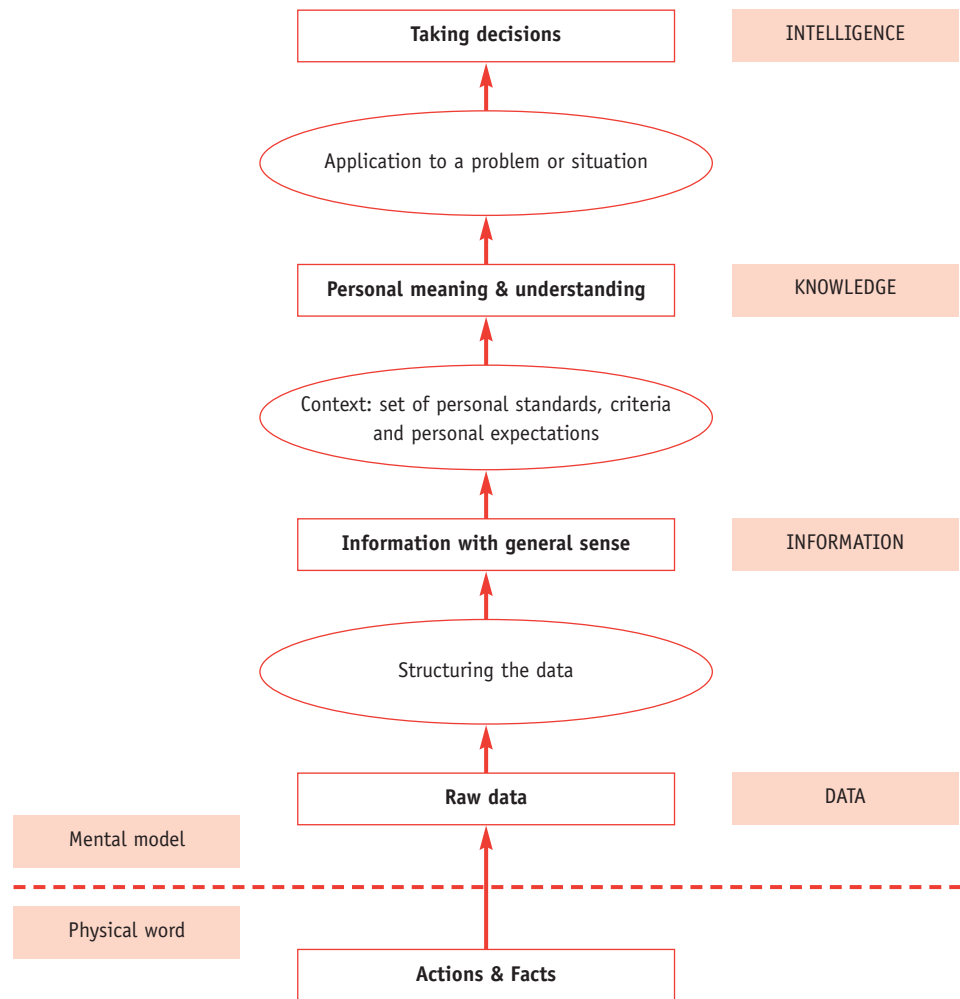 Taking decisions
INTELLIGENCE
Application to a problem or situation
Personal meaning & understanding
KNOWLEDGE
Context: set of personal standards, criteria
and personal expectations
Information with general sense
INFORMATION
Structuring the data
Raw data
DATA
Mental model
Physical word
Actions & Facts